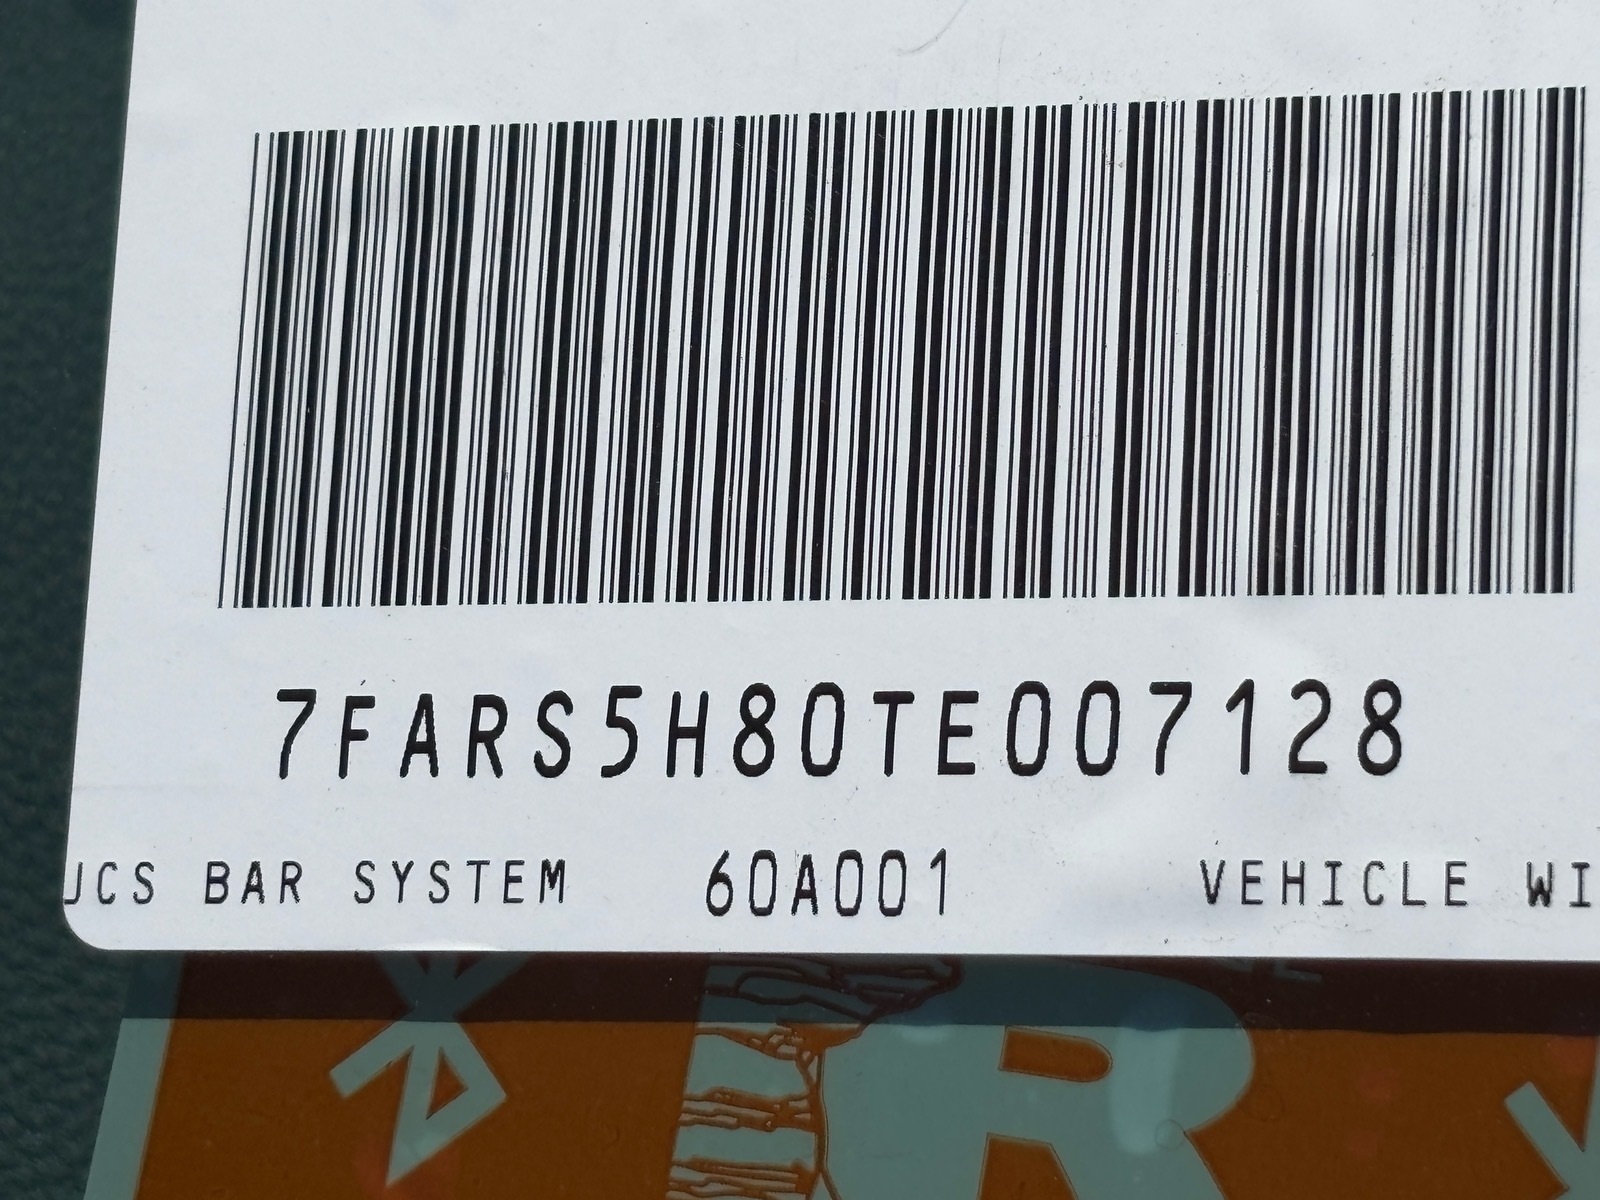 7FARS5H80TE007128
JCS BAR SYSTEM 60A001 VEHICLE WI
R